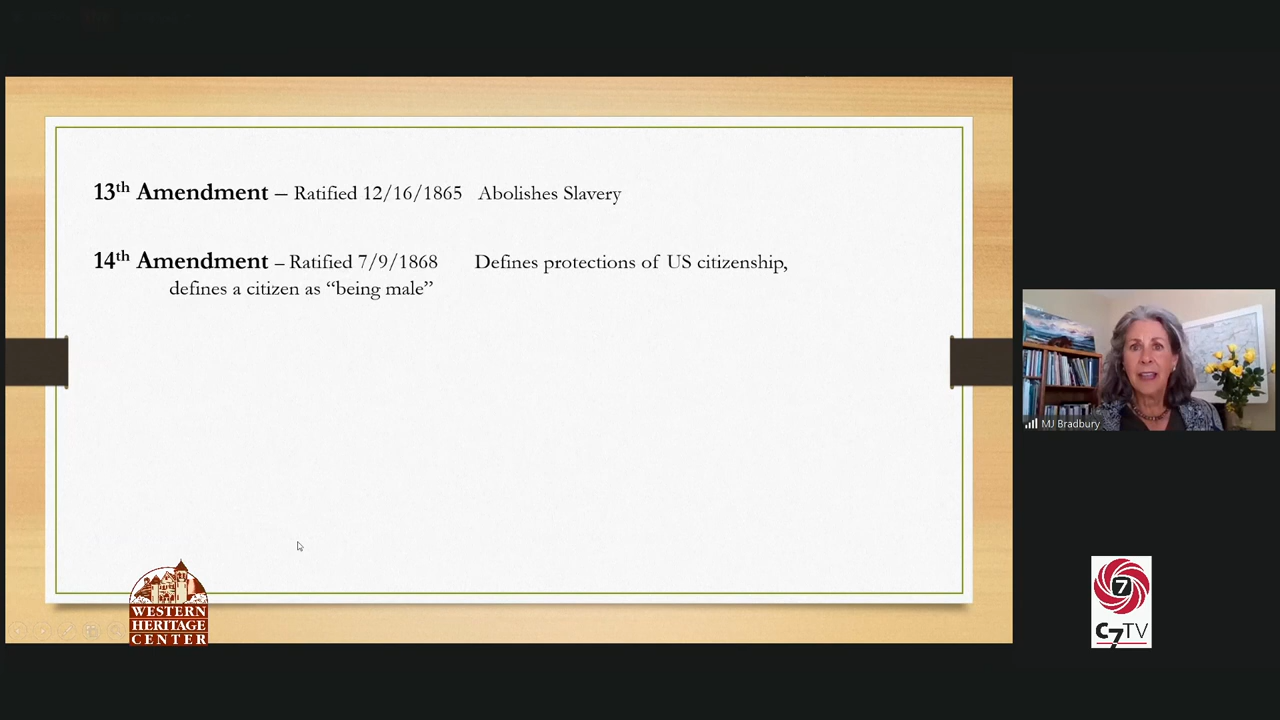 13th Amendment – Ratified 12/16/1865 Abolishes Slavery
14th Amendment – Ratified 7/9/1868 Defines protections of US citizenship,
defines a citizen as “being male”
MJ Bradbury
WESTERN
HERITAGE
CENTER
7
C7TV